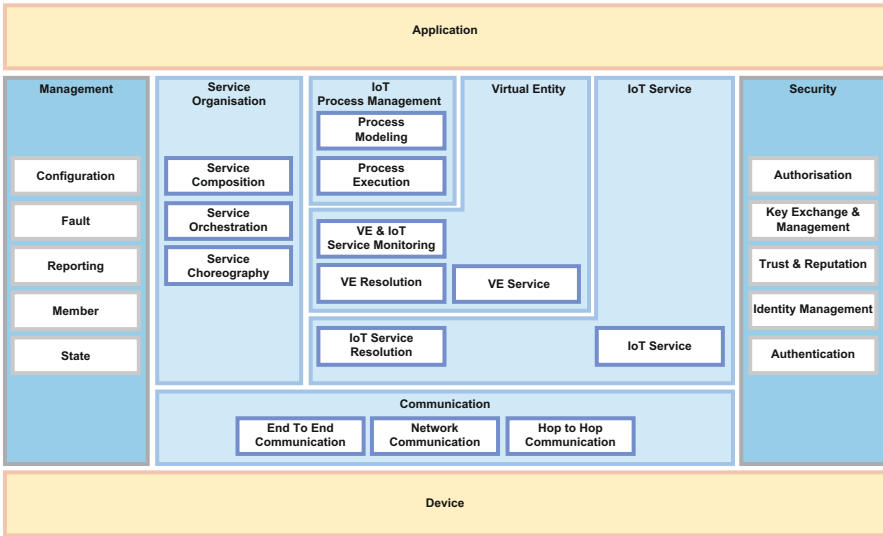 Application
Management
Configuration
Fault
Reporting
Member
State
Service
Organisation
Service
Composition
Service
Orchestration
Service
Choreography
IoT
Process Management
Process
Modeling
Process
Execution
Virtual Entity
VE & IoT
Service Monitoring
VE Resolution
VE Service
IoT Service
IoT Service
Resolution
IoT Service
Communication
End To End
Communication
Network
Communication
Hop to Hop
Communication
Security
Authorisation
Key Exchange &
Management
Trust & Reputation
Identity Management
Authentication
Device